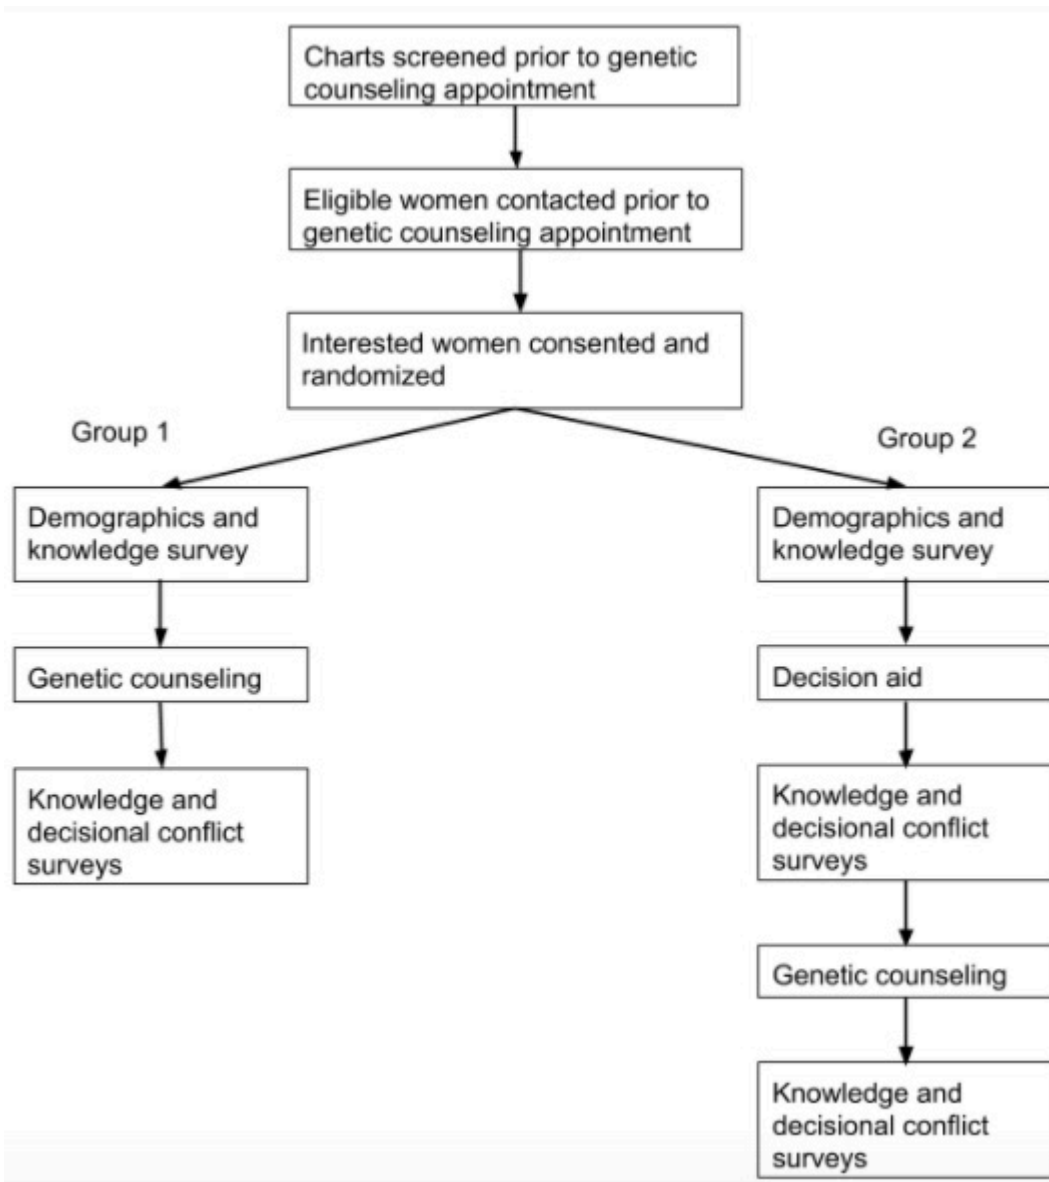 Charts screened prior to genetic
counseling appointment
Eligible women contacted prior to
genetic counseling appointment
Interested women consented and
randomized
Group 1
Group 2
Demographics and
knowledge survey
Genetic counseling
Knowledge and
decisional conflict
surveys
Demographics and
knowledge survey
Decision aid
Knowledge and
decisional conflict
surveys
Genetic counseling
Knowledge and
decisional conflict
surveys